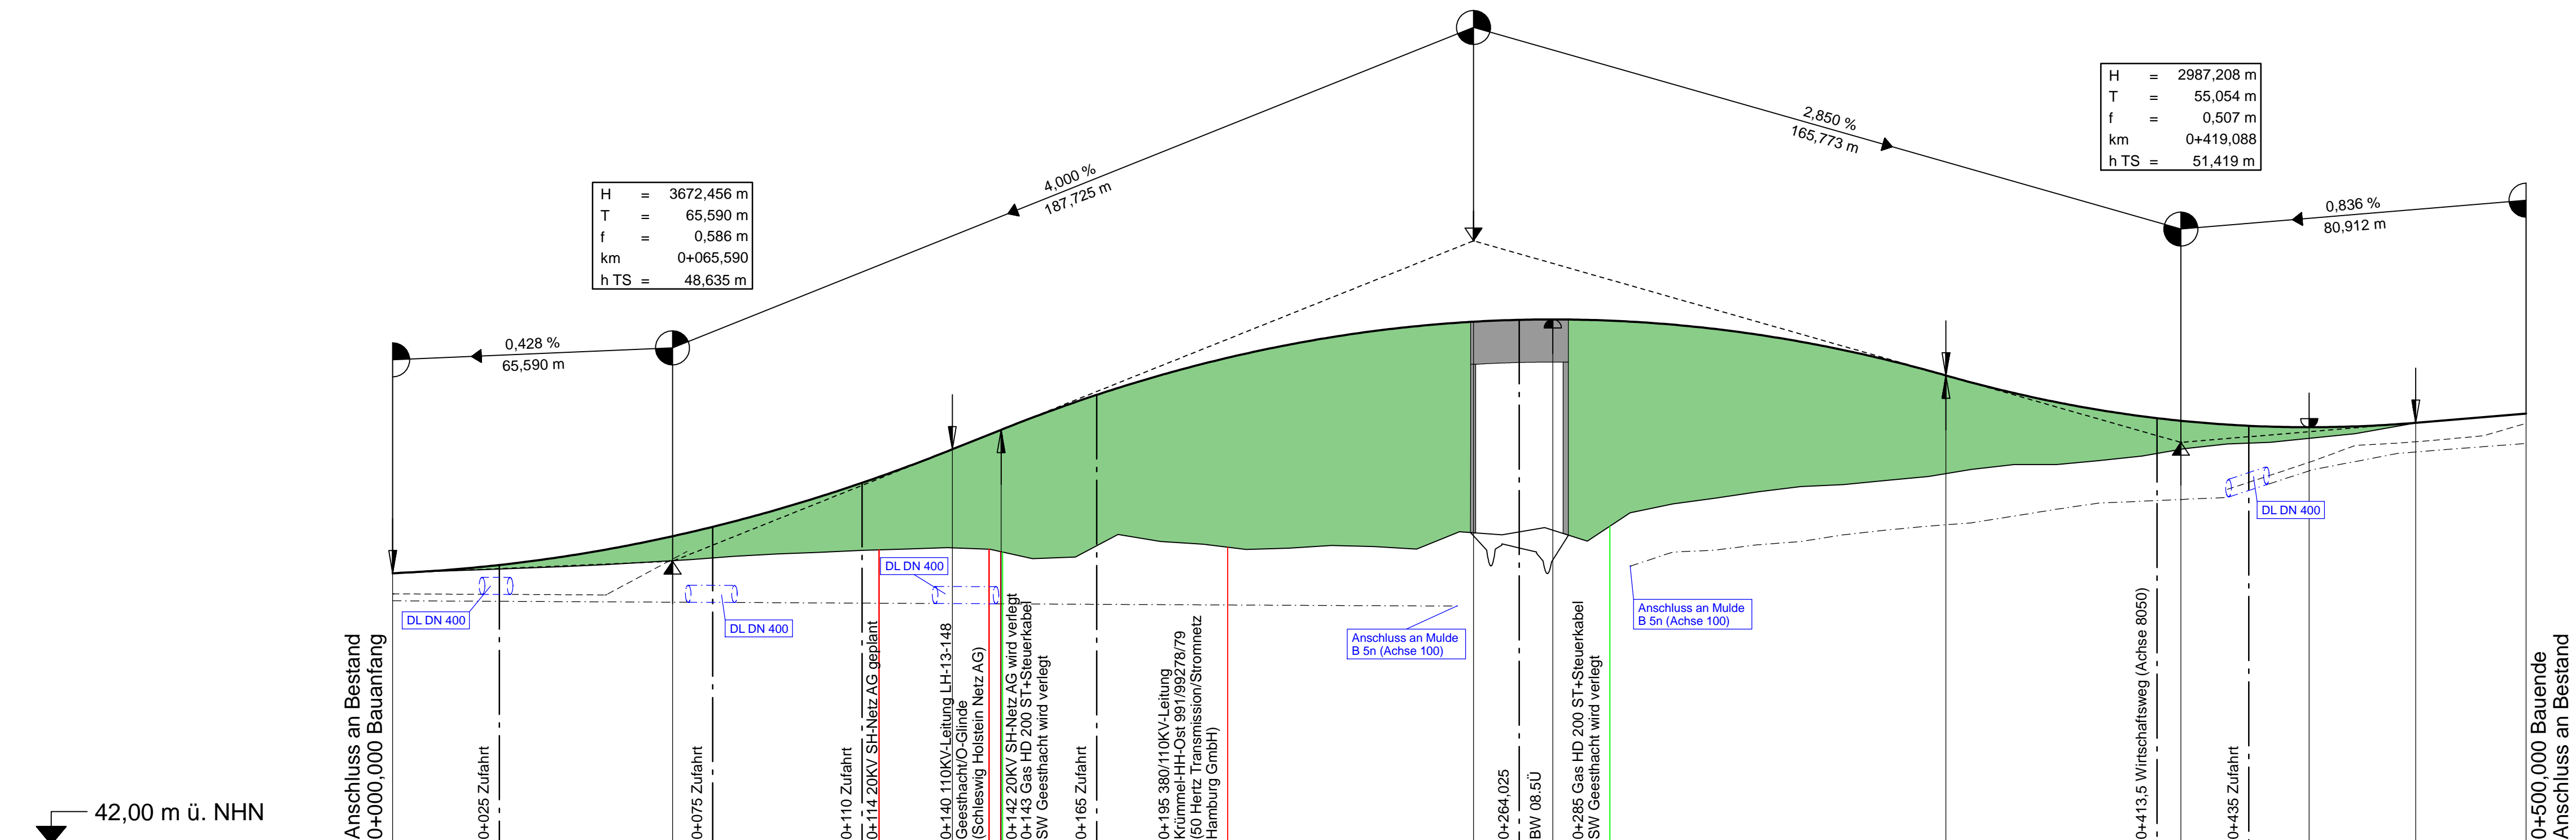 H = 2987,208 m
T = 55,054 m
f = 0,507 m
km 0+419,088
h TS = 51,419 m
2,850 %
165,773 m
4,000 %
187,725 m
H = 3672,456 m
T = 65,590 m
f = 0,586 m
km 0+065,590
h TS = 48,635 m
0,836 %
80,912 m
0,428 %
65,590 m
DL DN 400
DL DN 400
DL DN 400
DL DN 400
Anschluss an Mulde
B 5n (Achse 100)
Anschluss an Mulde
B 5n (Achse 100)
Anschluss an Bestand
0+000,000 Bauanfang
0+025 Zufahrt
0+075 Zufahrt
0+110 Zufahrt
0+114 20KV SH-Netz AG geplant
0+140 110KV-Leitung LH-13-148
Geesthacht/O-Glinde
(Schleswig Holstein Netz AG)
0+142 20KV SH-Netz AG wird verlegt
0+143 Gas HD 200 ST+Steuerkabel
SW Geesthacht wird verlegt
0+165 Zufahrt
0+195 380/110KV-Leitung
Krümmel-HH-Ost 991/99278/79
(50 Hertz Transmission/Stromnetz
Hamburg GmbH)
0+264,025
BW 08.5Ü
0+285 Gas HD 200 ST+Steuerkabel
SW Geesthacht wird verlegt
0+413,5 Wirtschaftsweg (Achse 8050)
0+435 Zufahrt
0+500,000 Bauende
Anschluss an Bestand
42,00 m ü. NHN